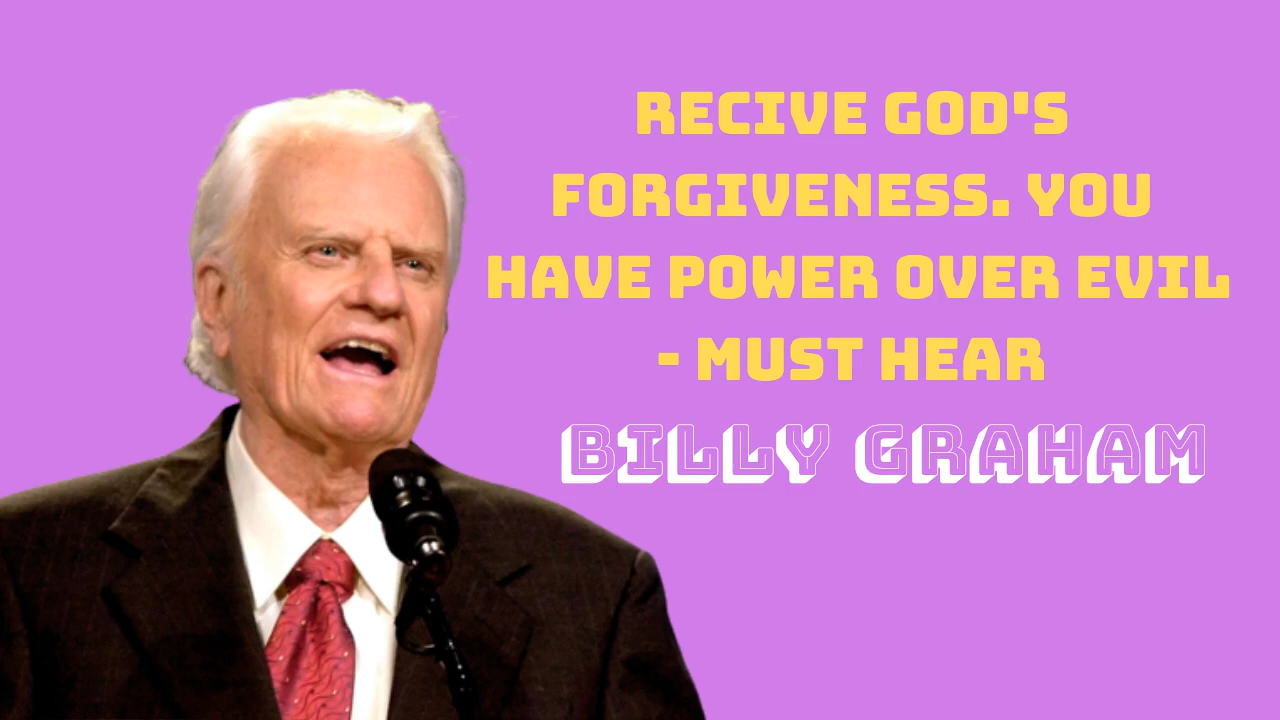 RECIVE GOD'S
FORGIVENESS. YOU
HAVE POWER OVER EVIL
- MUST HEAR
BILLY GRAHAM